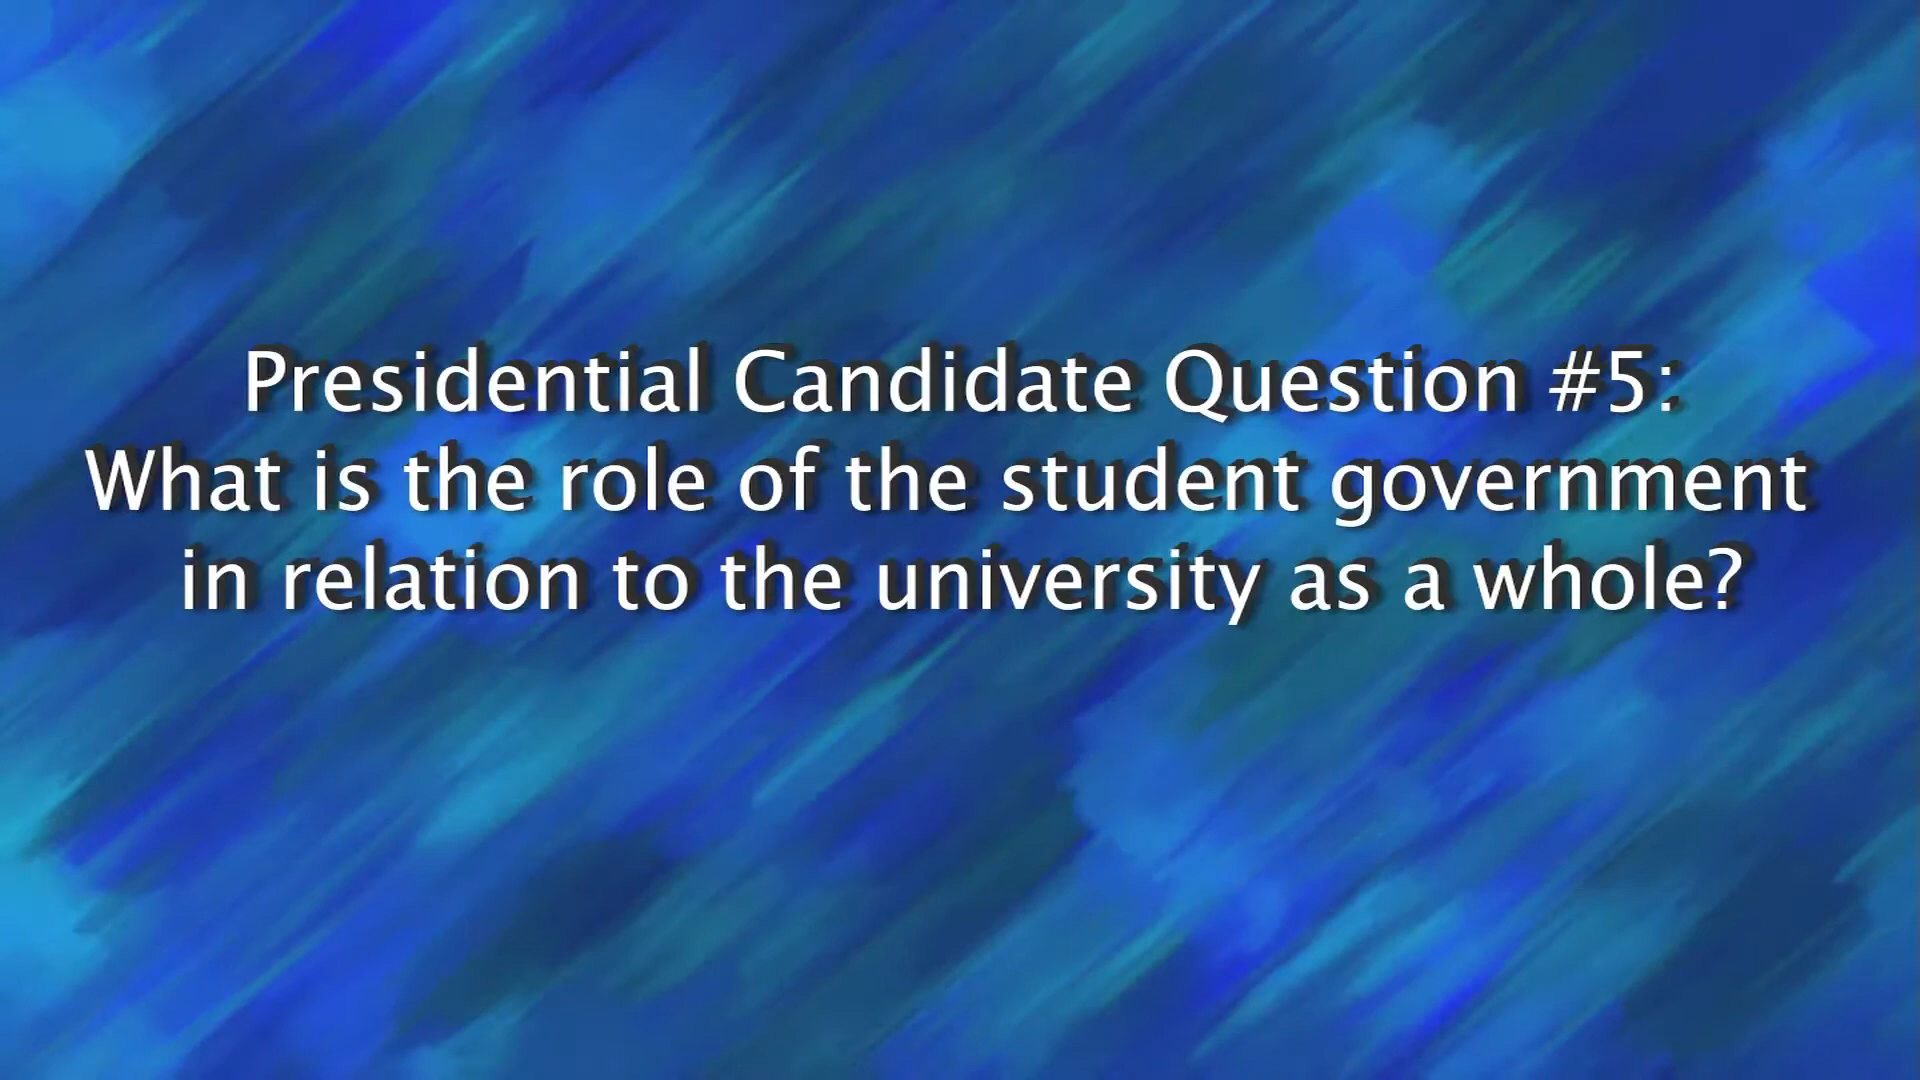 Presidential Candidate Question #5:
What is the role of the student government
in relation to the university as a whole?